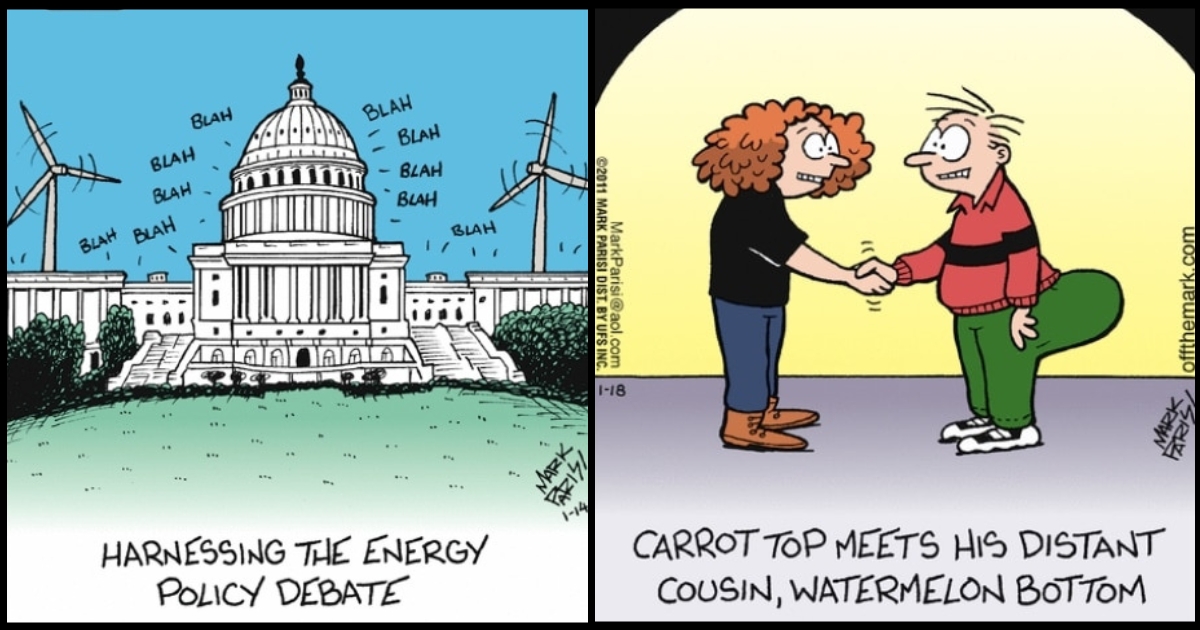 BLAH
BLAH
BLAH
BLAH
BLAH
BLAH
BLAH
BLAH
BLAH
BLAH
MARK
PARISI
1-14
HARNESSING THE ENERGY
POLICY DEBATE
©2011 MARK PARISI DIST. BY UFS INC.
MarkParisi@aol.com
1-18
offthemark.com
MARK
PARISI
CARROT TOP MEETS HIS DISTANT
COUSIN, WATERMELON BOTTOM